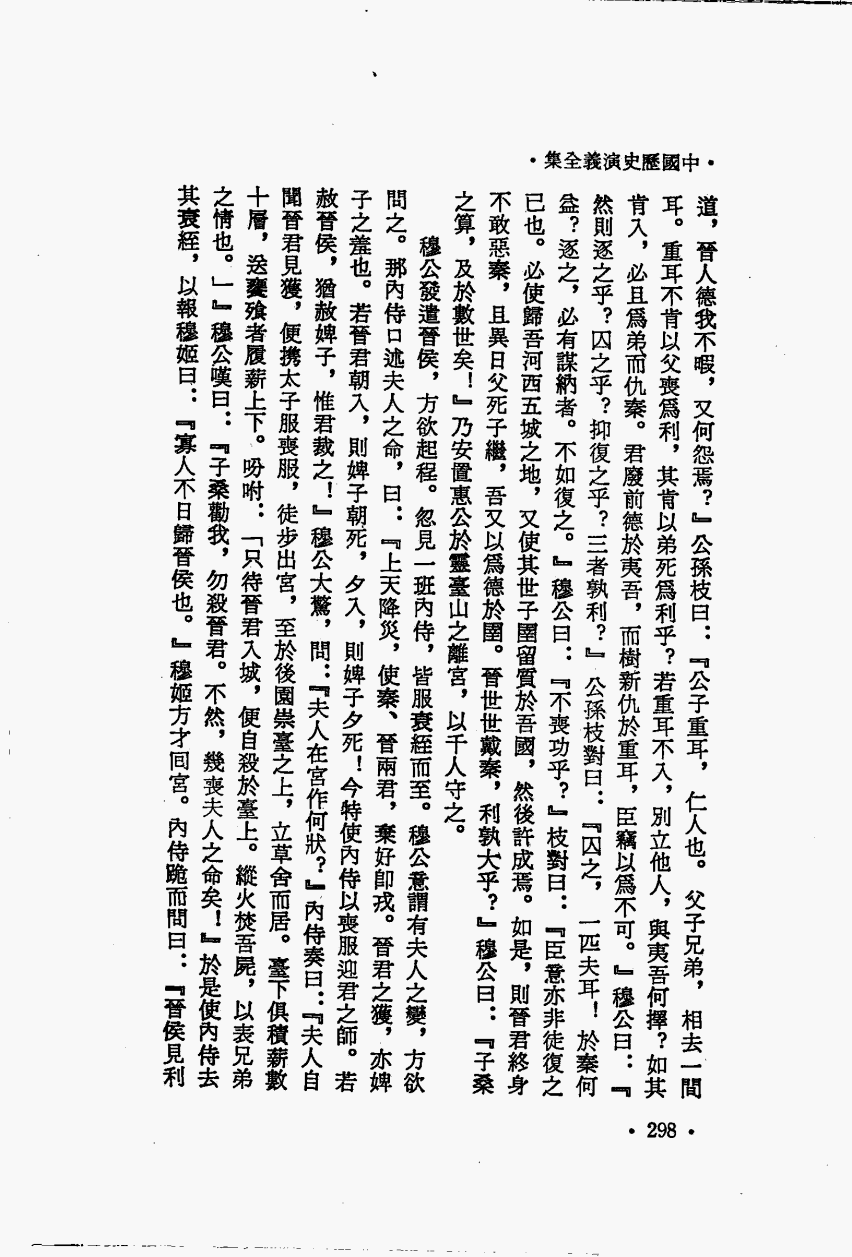 •中國歷史演義全集•
道，晉人德我不暇，又何怨焉？』公孫枝曰：『公子重耳，仁人也。父子兄弟，相去一間
耳。重耳不肯以父喪爲利，其肯以弟死爲利乎？若重耳不入，別立他人，與夷吾何擇？如其
肯入，必且爲弟而仇秦。君廢前德於夷吾，而樹新仇於重耳，臣竊以爲不可。』穆公曰：『
然則逐之乎？囚之乎？抑復之乎？三者孰利？』公孫枝對曰：『囚之，一匹夫耳！於秦何
益？逐之，必有謀納者。不如復之。』穆公曰：『不喪功乎？』枝對曰：『臣意亦非徒復之
已也。必使歸吾河西五城之地，又使其世子圉留質於吾國，然後許成焉。如是，則晉君終身
不敢惡秦，且異日父死子繼，吾又以爲德於圉。晉世世戴秦，利孰大乎？』穆公曰：『子桑
之算，及於數世矣！』乃安置惠公於靈臺山之離宮，以千人守之。
穆公發遣晉侯，方欲起程。忽見一班內侍，皆服衰絰而至。穆公意謂有夫人之變，方欲
問之。那內侍口述夫人之命，曰：『上天降災，使秦、晉兩君，棄好卽戎。晉君之獲，亦婢
子之羞也。若晉君朝入，則婢子朝死，夕入，則婢子夕死！今特使內侍以喪服迎君之師。若
赦晉侯，猶赦婢子，惟君裁之！』穆公大驚，問：『夫人在宮作何狀？』內侍奏曰：『夫人自
聞晉君見獲，便携太子服喪服，徒步出宮，至於後園崇臺之上，立草舍而居。臺下俱積薪數
十層，送饔飱者履薪上下。吩咐：「只待晉君入城，便自殺於臺上。縱火焚吾屍，以表兄弟
之情也。」』穆公嘆曰：『子桑勸我，勿殺晉君。不然，幾喪夫人之命矣！』於是使內侍去
其衰絰，以報穆姬曰：『寡人不日歸晉侯也。』穆姬方才囘宮。內侍跪而問曰：『晉侯見利
•298•